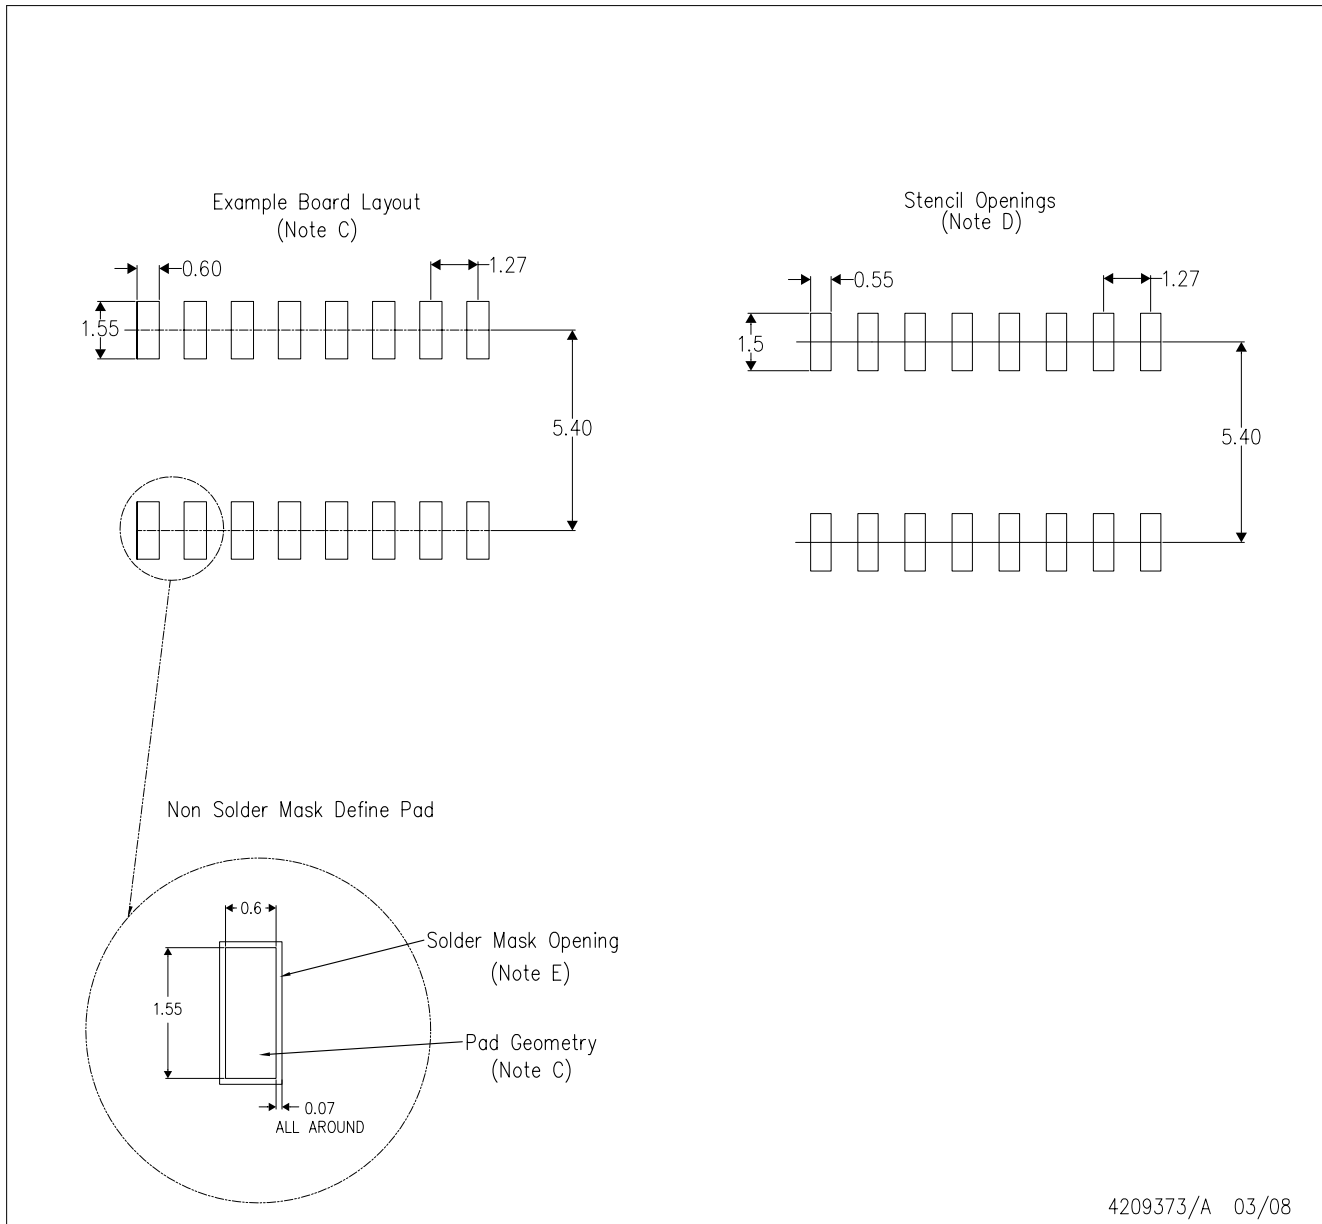 Example Board Layout
(Note C)
0.60
1.27
1.55
5.40
Stencil Openings
(Note D)
0.55
1.27
1.5
5.40
Non Solder Mask Define Pad
0.6
1.55
0.07
ALL AROUND
Solder Mask Opening
(Note E)
Pad Geometry
(Note C)
4209373/A 03/08